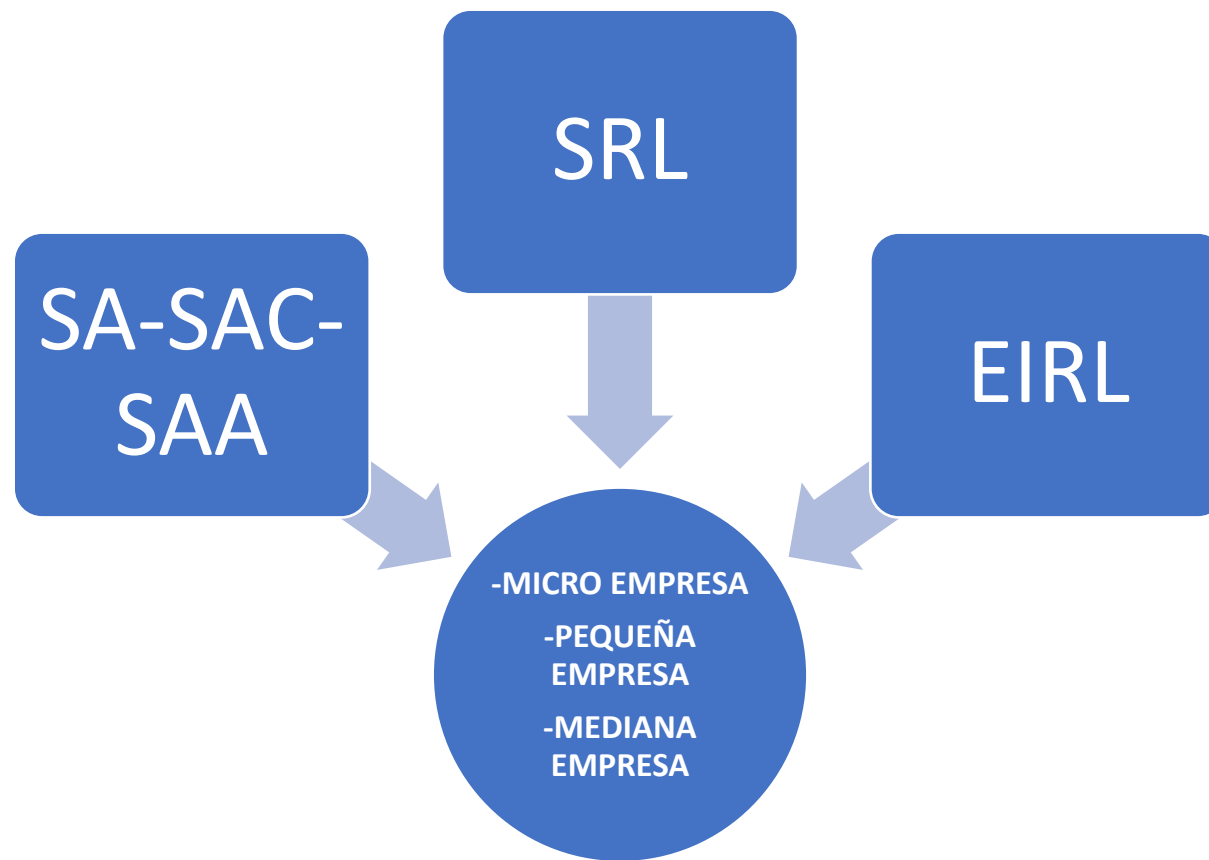 SRL
SA-SAC-
SAA
EIRL
-MICRO EMPRESA
-PEQUEÑA
EMPRESA
-MEDIANA
EMPRESA